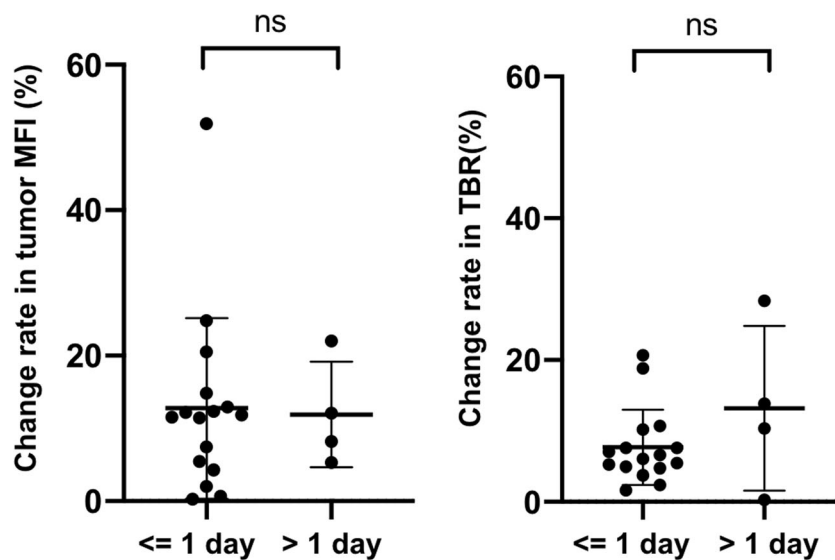 ns
Change rate in tumor MFI (%)
60
40
20
0
<= 1 day
> 1 day
ns
Change rate in TBR(%)
60
40
20
0
<= 1 day
> 1 day